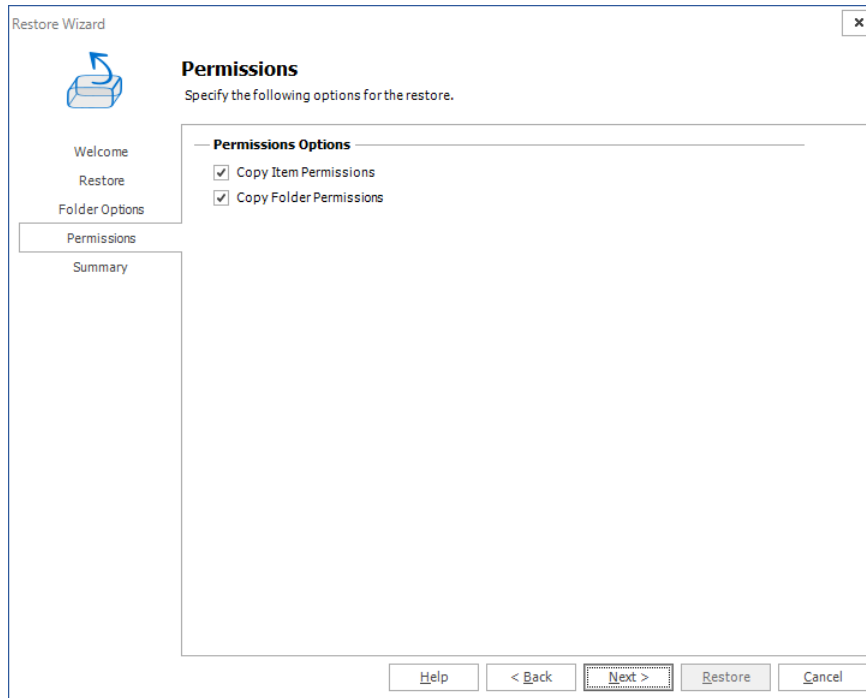 Restore Wizard
Permissions
Specify the following options for the restore.
Welcome
Restore
Folder Options
Permissions
Summary
Permissions Options
Copy Item Permissions
Copy Folder Permissions
Help
< Back
Next >
Restore
Cancel